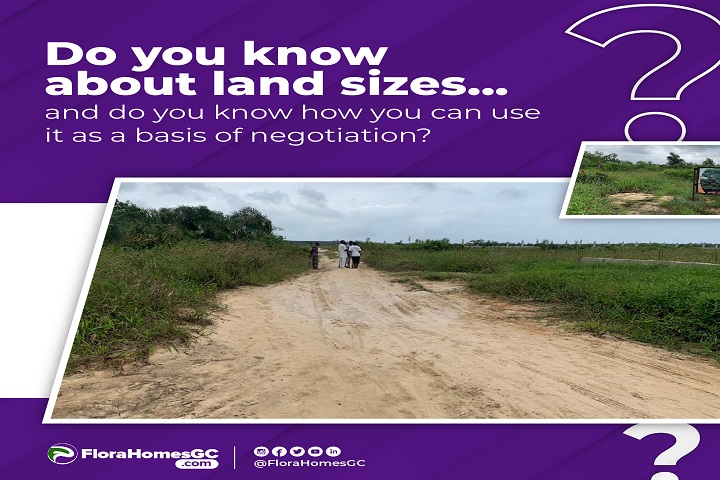 Do you know
about land sizes...
and do you know how you can use
it as a basis of negotiation?
?
?
FloraHomesGC
.com
@FloraHomesGC